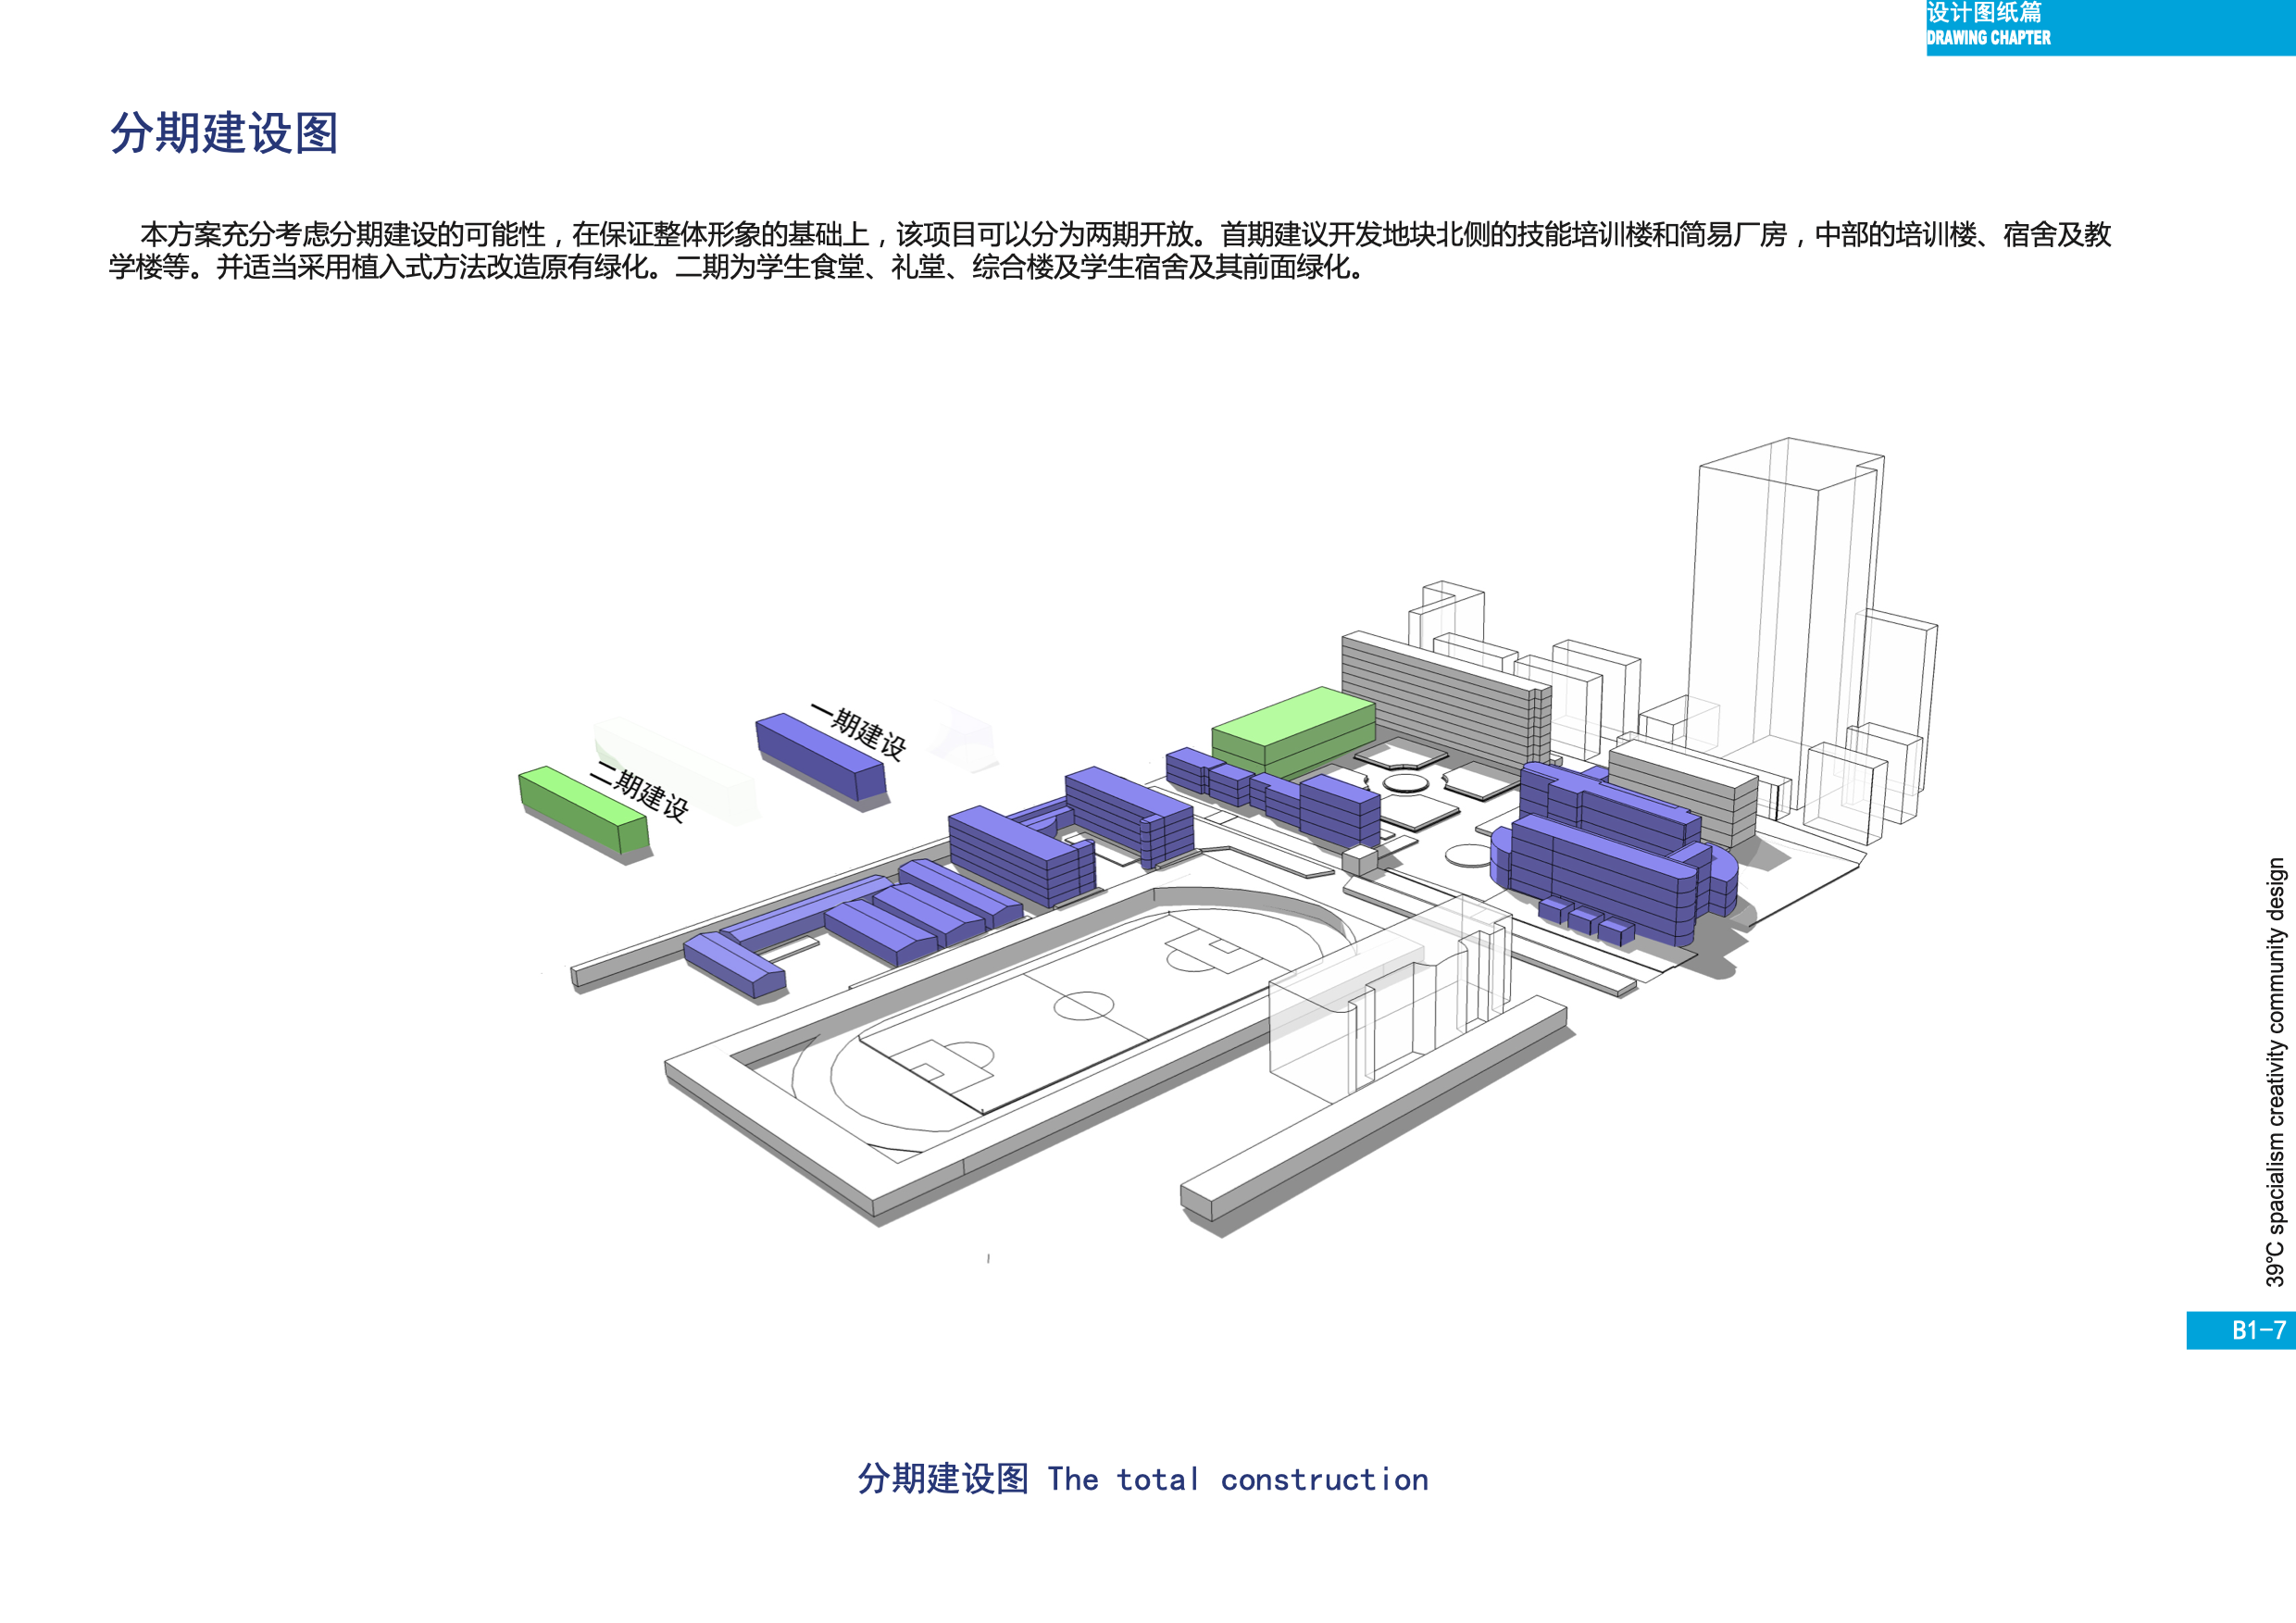 设计图纸篇
DRAWING CHAPTER
分期建设图
本方案充分考虑分期建设的可能性，在保证整体形象的基础上，该项目可以分为两期开放。首期建议开发地块北侧的技能培训楼和简易厂房，中部的培训楼、宿舍及教
学楼等。并适当采用植入式方法改造原有绿化。二期为学生食堂、礼堂、综合楼及学生宿舍及其前面绿化。
一期建设
二期建设
39°C spacialism creativity community design
B1-7
分期建设图 The total construction